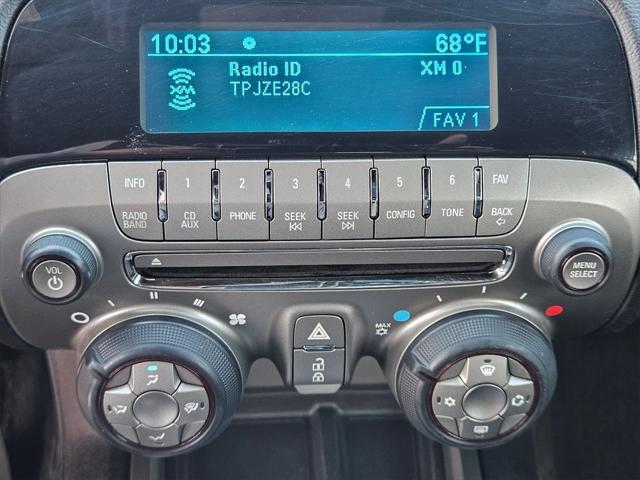 10:03 68°F
Radio ID XM 0
XM TPJZE28C
FAV 1
INFO 1 2 3 4 5 6 FAV
RADIO BAND CD AUX PHONE SEEK SEEK CONFIG TONE BACK
VOL
MENU SELECT
MAX